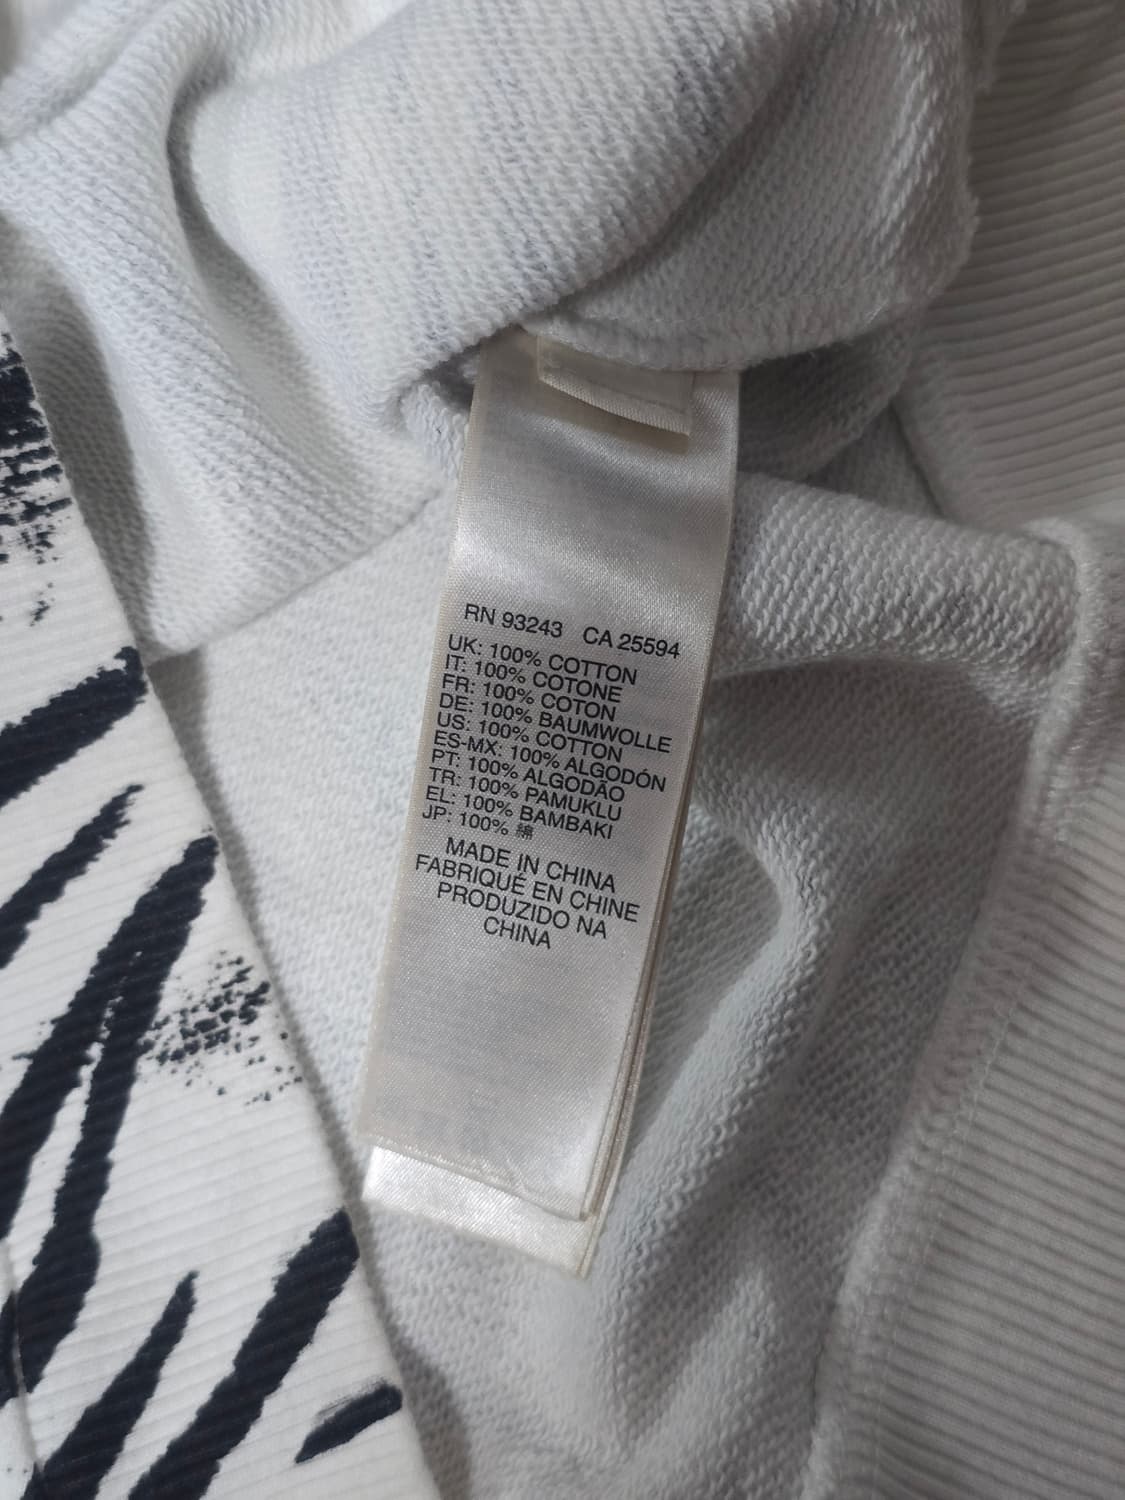 RN 93243 CA 25594
UK: 100% COTTON
IT: 100% COTONE
FR: 100% COTON
DE: 100% BAUMWOLLE
US: 100% COTTON
ES-MX: 100% ALGODÓN
PT: 100% ALGODÃO
TR: 100% PAMUKLU
EL: 100% BAMBAKI
JP: 100% 綿
MADE IN CHINA
FABRIQUÉ EN CHINE
PRODUZIDO NA
CHINA